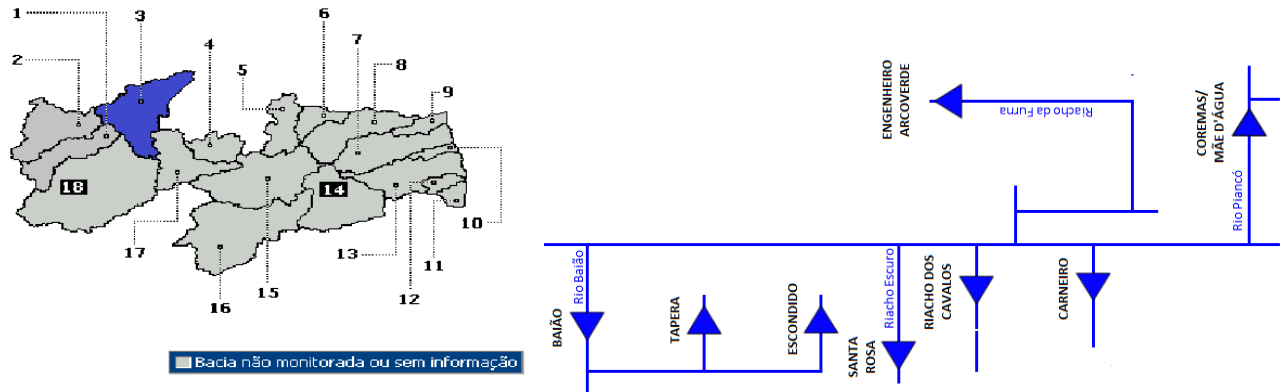 1
3
6
2
4
7
5
8
9
18
14
10
17
13
11
12
16
15
Bacia não monitorada ou sem informação
ENGENHEIRO
ARCOVERDE
Riacho da Furna
COREMAS/
MÃE D'ÁGUA
Rio Piancó
Rio Baião
BAIÃO
TAPERA
ESCONDIDO
Riacho Escuro
SANTA
ROSA
RIACHO DOS
CAVALOS
CARNEIRO